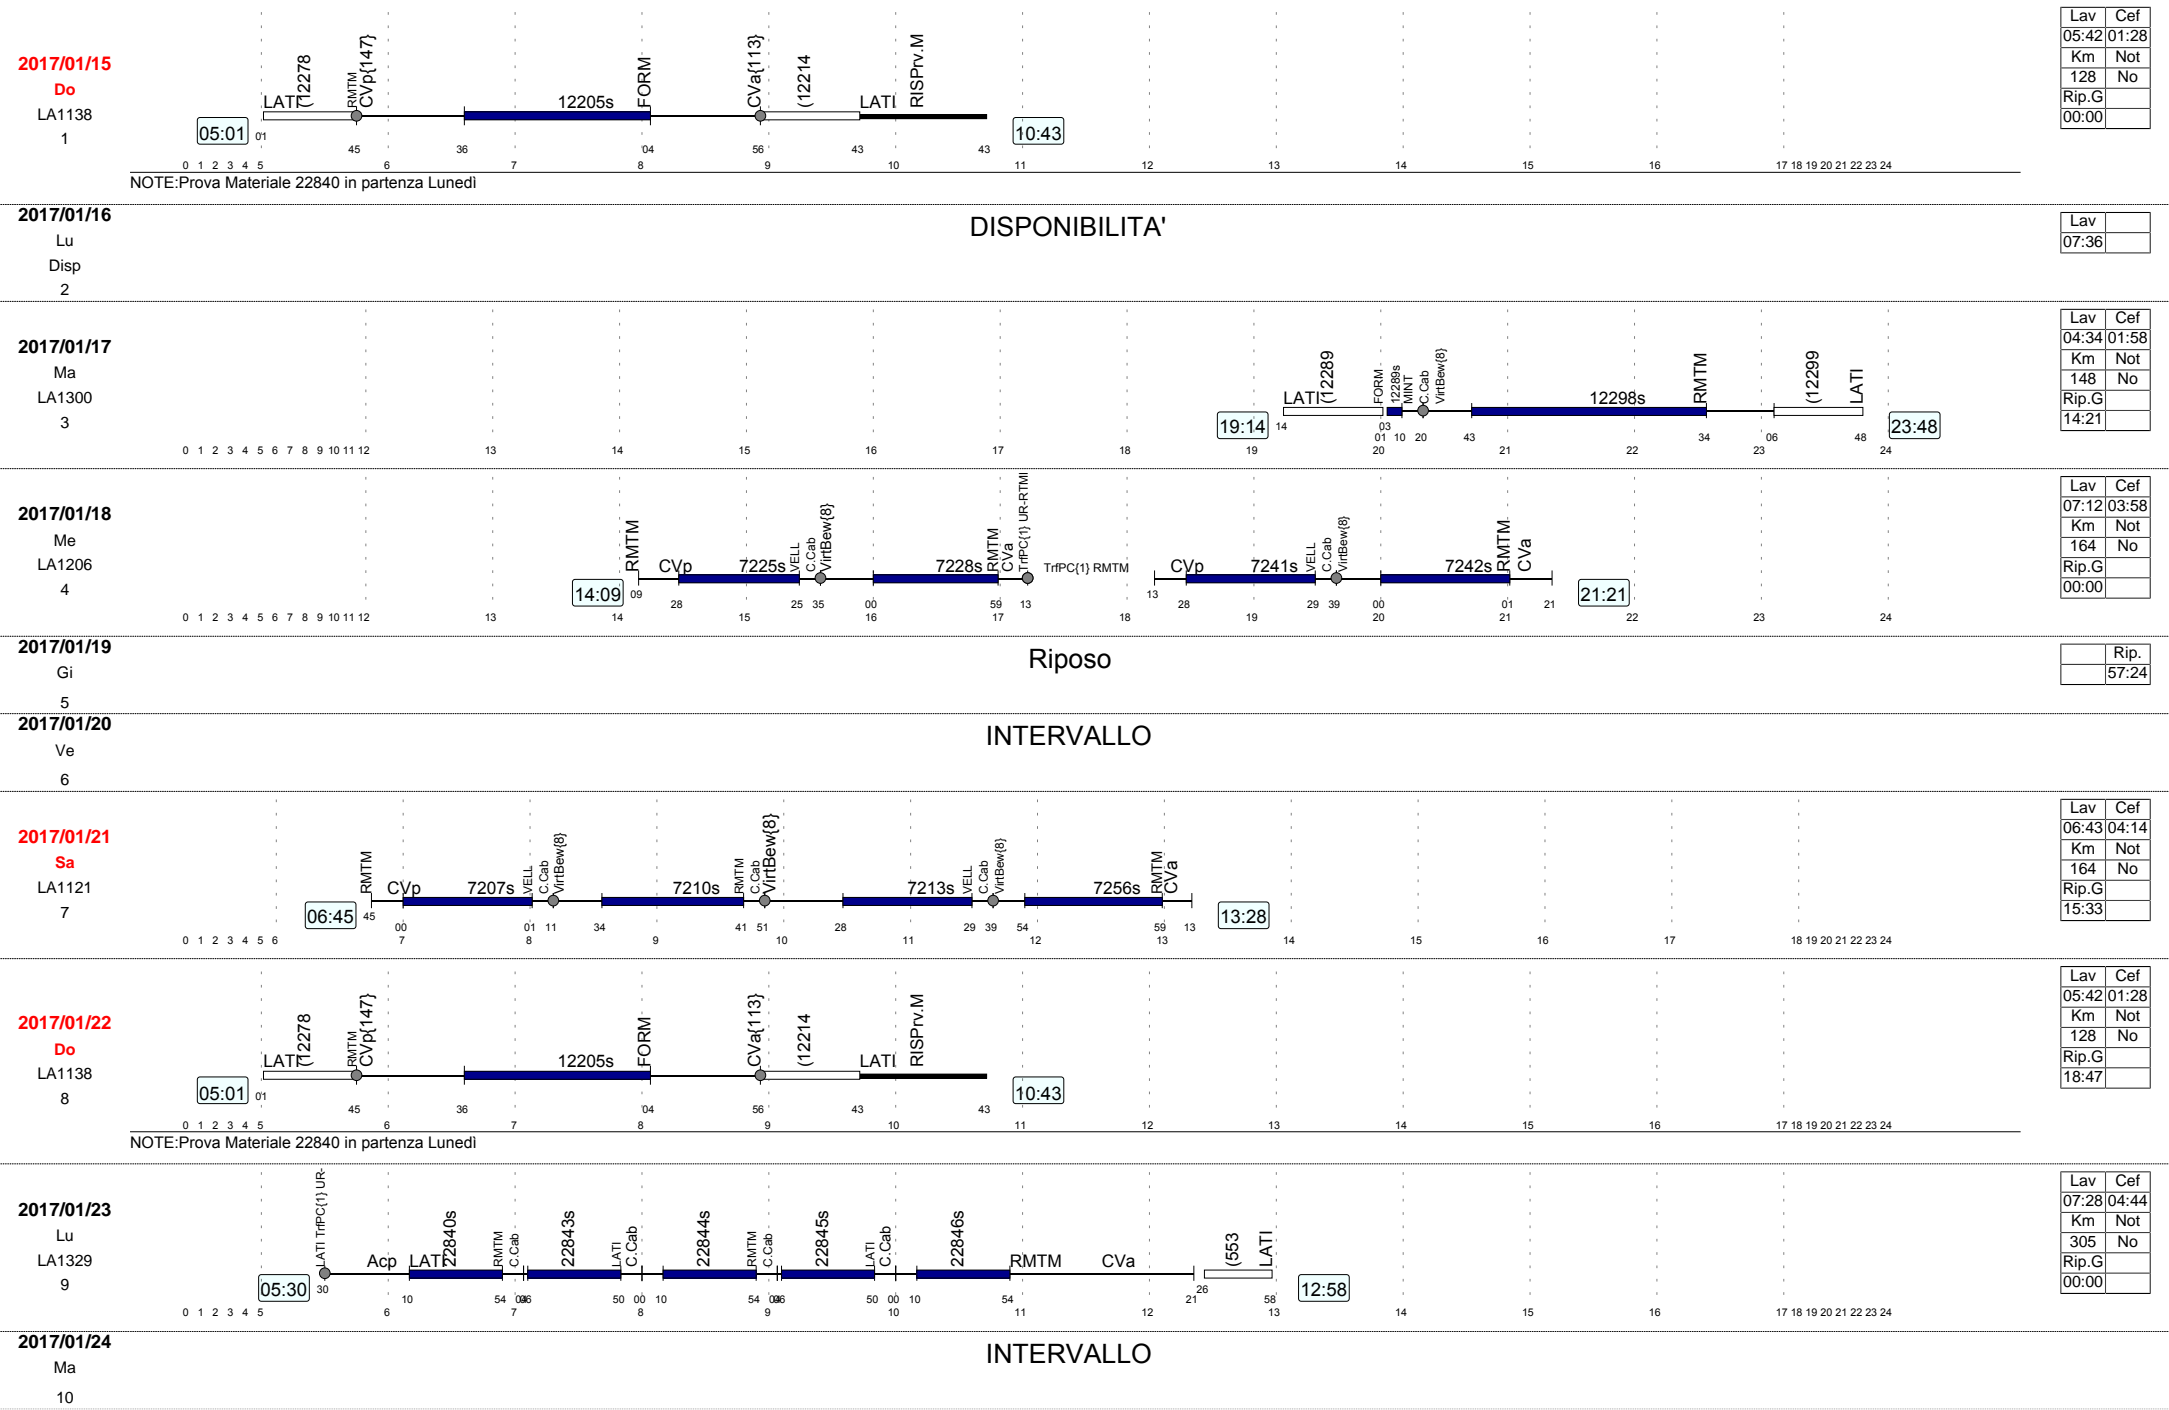 2017/01/15
Do
LA1138
1
05:01
LATI (12278 RMTM CVp{147} 12205s FORM CVa{113} (12214 LATI RISPrv.M
10:43
01 45 36 04 56 43 43
0 1 2 3 4 5 6 7 8 9 10 11 12 13 14 15 16 17 18 19 20 21 22 23 24
NOTE:Prova Materiale 22840 in partenza Lunedì
Lav Cef
05:42 01:28
Km Not
128 No
Rip.G
00:00
2017/01/16
Lu
Disp
2
DISPONIBILITA'
Lav
07:36
2017/01/17
Ma
LA1300
3
19:14
LATI (12289 FORM 12289s MINT C.Cab VirtBew{8} 12298s RMTM (12299 LATI
23:48
14 03 01 10 20 43 34 06 48
0 1 2 3 4 5 6 7 8 9 10 11 12 13 14 15 16 17 18 19 20 21 22 23 24
Lav Cef
04:34 01:58
Km Not
148 No
Rip.G
14:21
2017/01/18
Me
LA1206
4
14:09
RMTM CVp 7225s VELL C.Cab VirtBew{8} 7228s RMTM CVa TrfPC{1} UR-RTMI TrfPC{1} RMTM CVp 7241s VELL C.Cab VirtBew{8} 7242s RMTM CVa
21:21
09 28 25 35 00 59 13 13 28 29 39 00 01 21
0 1 2 3 4 5 6 7 8 9 10 11 12 13 14 15 16 17 18 19 20 21 22 23 24
Lav Cef
07:12 03:58
Km Not
164 No
Rip.G
00:00
2017/01/19
Gi
5
Riposo
Rip.
57:24
2017/01/20
Ve
6
INTERVALLO
2017/01/21
Sa
LA1121
7
06:45
RMTM CVp 7207s VELL C.Cab VirtBew{8} 7210s RMTM C.Cab VirtBew{8} 7213s VELL C.Cab VirtBew{8} 7256s RMTM CVa
13:28
45 00 01 11 34 41 51 28 29 39 54 59 13
0 1 2 3 4 5 6 7 8 9 10 11 12 13 14 15 16 17 18 19 20 21 22 23 24
Lav Cef
06:43 04:14
Km Not
164 No
Rip.G
15:33
2017/01/22
Do
LA1138
8
05:01
LATI (12278 RMTM CVp{147} 12205s FORM CVa{113} (12214 LATI RISPrv.M
10:43
01 45 36 04 56 43 43
0 1 2 3 4 5 6 7 8 9 10 11 12 13 14 15 16 17 18 19 20 21 22 23 24
NOTE:Prova Materiale 22840 in partenza Lunedì
Lav Cef
05:42 01:28
Km Not
128 No
Rip.G
18:47
2017/01/23
Lu
LA1329
9
05:30
LATI TrfPC{1} UR- Acp LATI 22840s RMTM C.Cab 22843s LATI C.Cab 22844s RMTM C.Cab 22845s LATI C.Cab 22846s RMTM CVa (553 LATI
12:58
30 10 54 04 06 50 00 10 54 04 06 50 00 10 54 21 26 58
0 1 2 3 4 5 6 7 8 9 10 11 12 13 14 15 16 17 18 19 20 21 22 23 24
Lav Cef
07:28 04:44
Km Not
305 No
Rip.G
00:00
2017/01/24
Ma
10
INTERVALLO